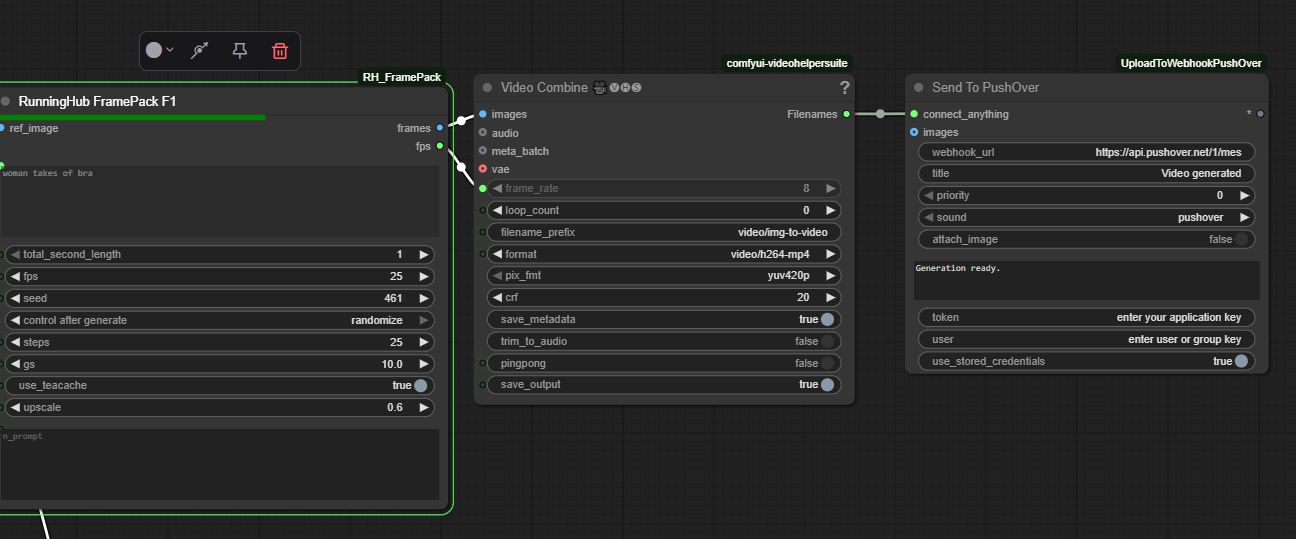 RH_FramePack
RunningHub FramePack F1
ref_image
frames
fps
woman takes of bra
total_second_length 1
fps 25
seed 461
control after generate randomize
steps 25
gs 10.0
use_teacache true
upscale 0.6
n_prompt
comfyui-videohelpersuite
Video Combine VHS
?
images
Filenames
audio
meta_batch
vae
frame_rate 8
loop_count 0
filename_prefix video/img-to-video
format video/h264-mp4
pix_fmt yuv420p
crf 20
save_metadata true
trim_to_audio false
pingpong false
save_output true
UploadToWebhookPushOver
Send To PushOver
connect_anything *
images
webhook_url https://api.pushover.net/1/mes
title Video generated
priority 0
sound pushover
attach_image false
Generation ready.
token enter your application key
user enter user or group key
use_stored_credentials true